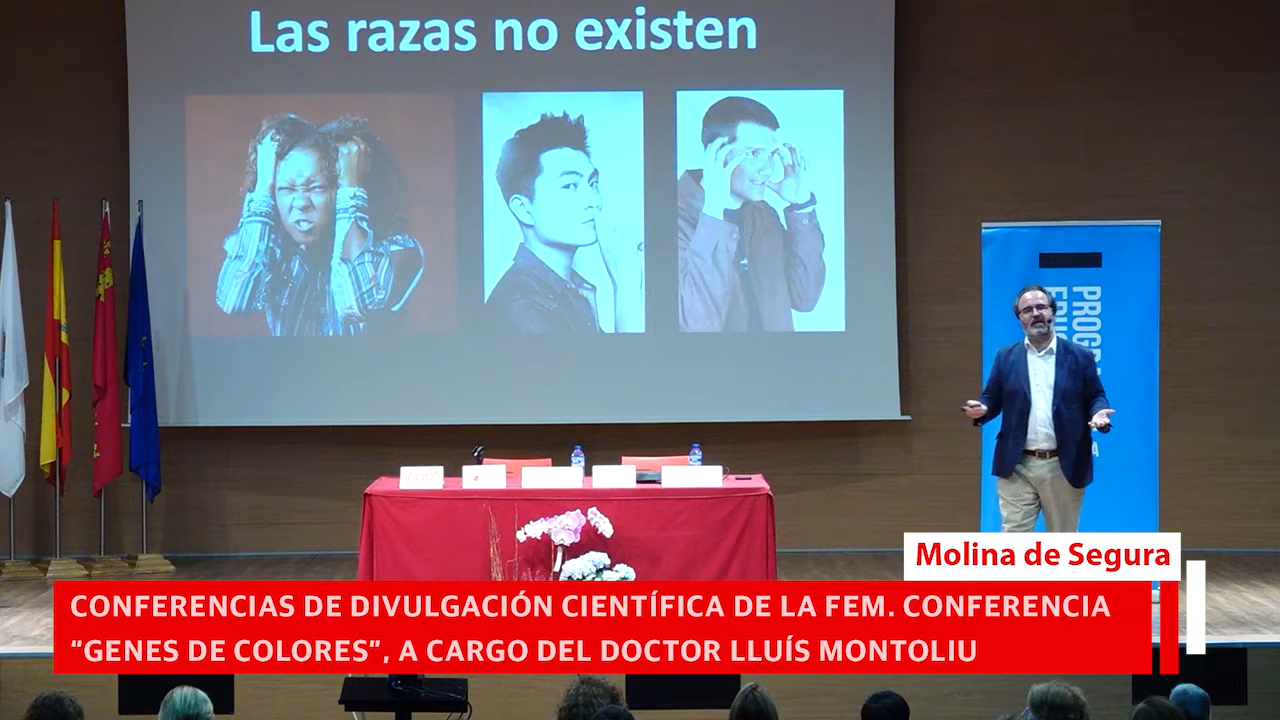 Las razas no existen
Molina de Segura
CONFERENCIAS DE DIVULGACIÓN CIENTÍFICA DE LA FEM. CONFERENCIA
“GENES DE COLORES”, A CARGO DEL DOCTOR LLUÍS MONTOLIU